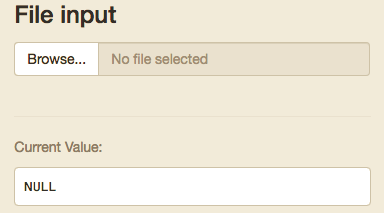 File input
Browse... No file selected
Current Value:
NULL